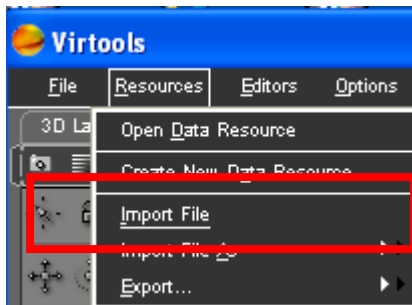 Virtools
File Resources Editors Options
3D La
Open Data Resource
Create New Data Resource
Import File
Import File As
Export...